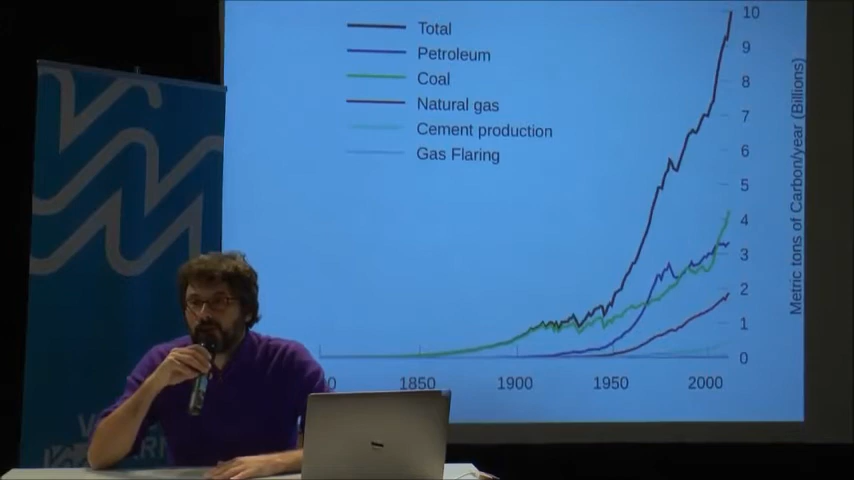 Total
Petroleum
Coal
Natural gas
Cement production
Gas Flaring
10
9
8
7
6
5
4
3
2
1
0
Metric tons of Carbon/year (Billions)
0 1850 1900 1950 2000